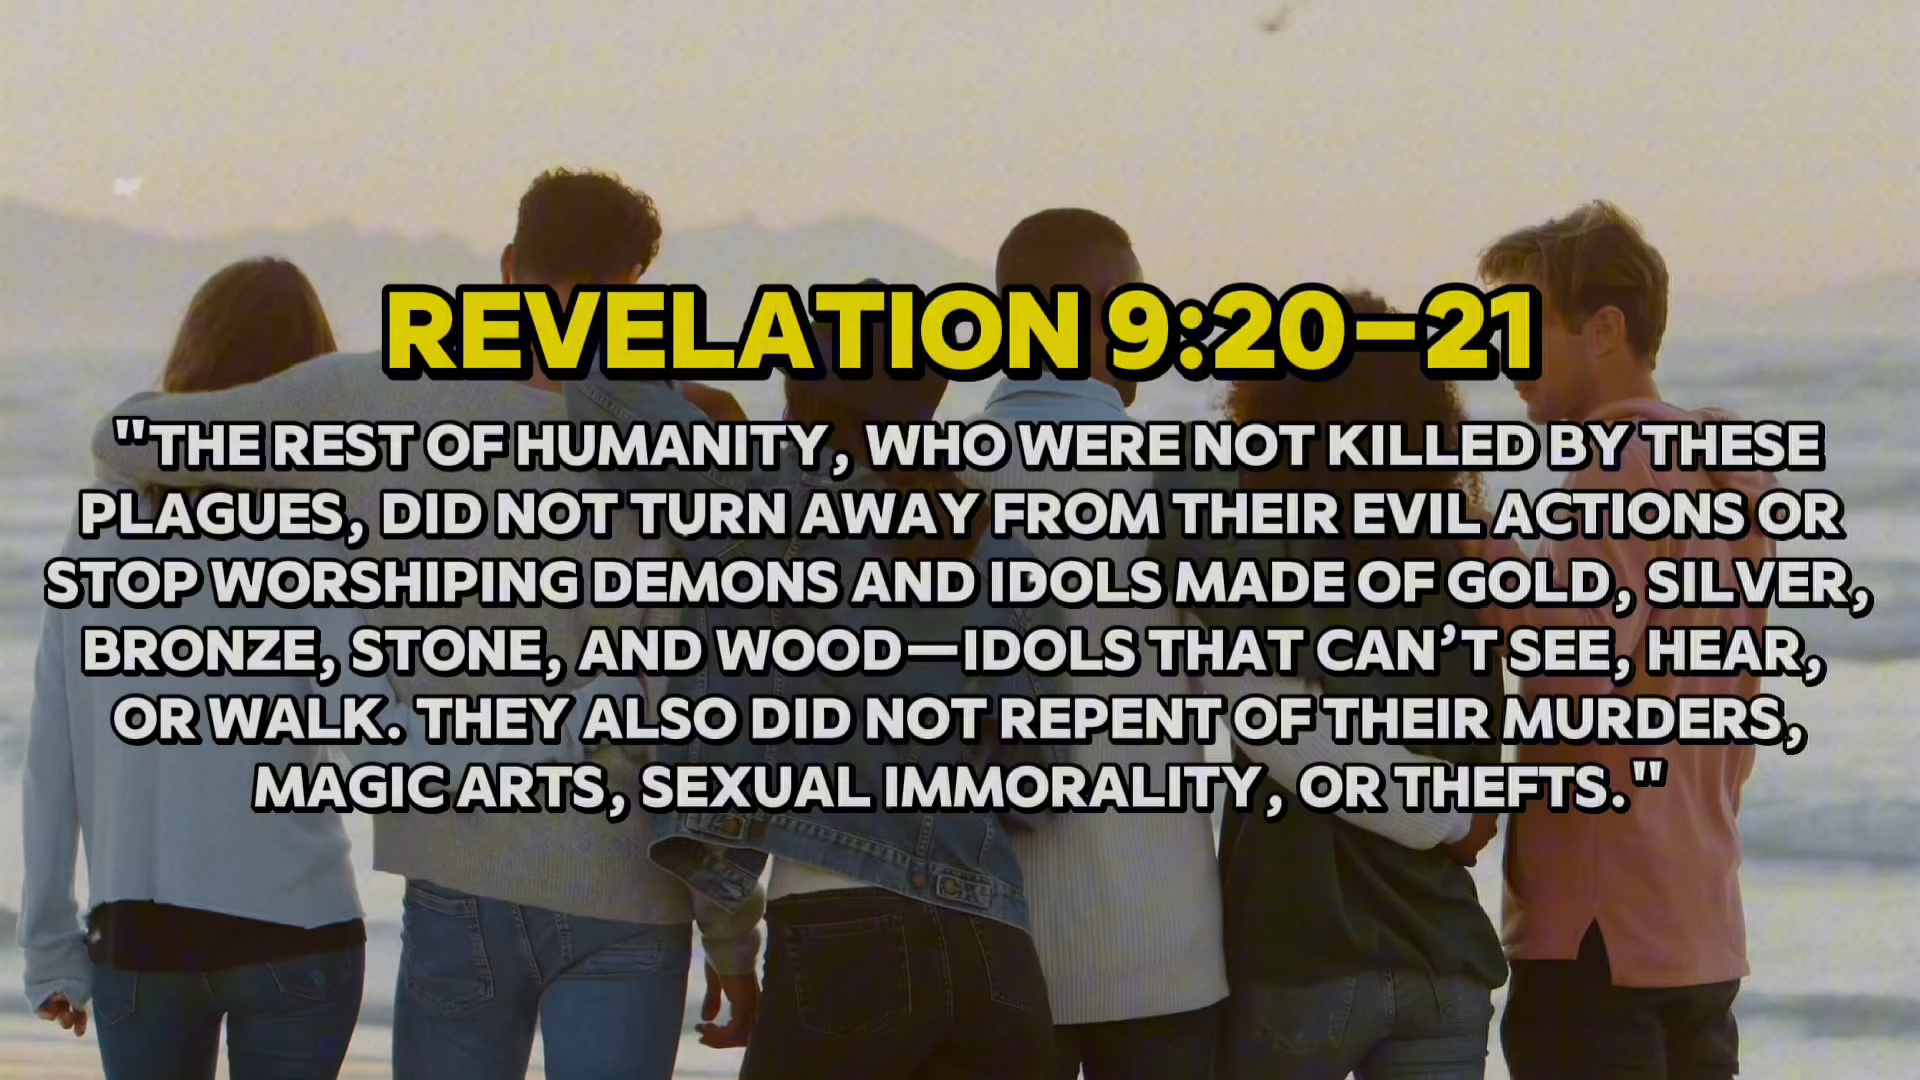 REVELATION 9:20–21
"THE REST OF HUMANITY, WHO WERE NOT KILLED BY THESE
PLAGUES, DID NOT TURN AWAY FROM THEIR EVIL ACTIONS OR
STOP WORSHIPING DEMONS AND IDOLS MADE OF GOLD, SILVER,
BRONZE, STONE, AND WOOD—IDOLS THAT CAN’T SEE, HEAR,
OR WALK. THEY ALSO DID NOT REPENT OF THEIR MURDERS,
MAGIC ARTS, SEXUAL IMMORALITY, OR THEFTS."